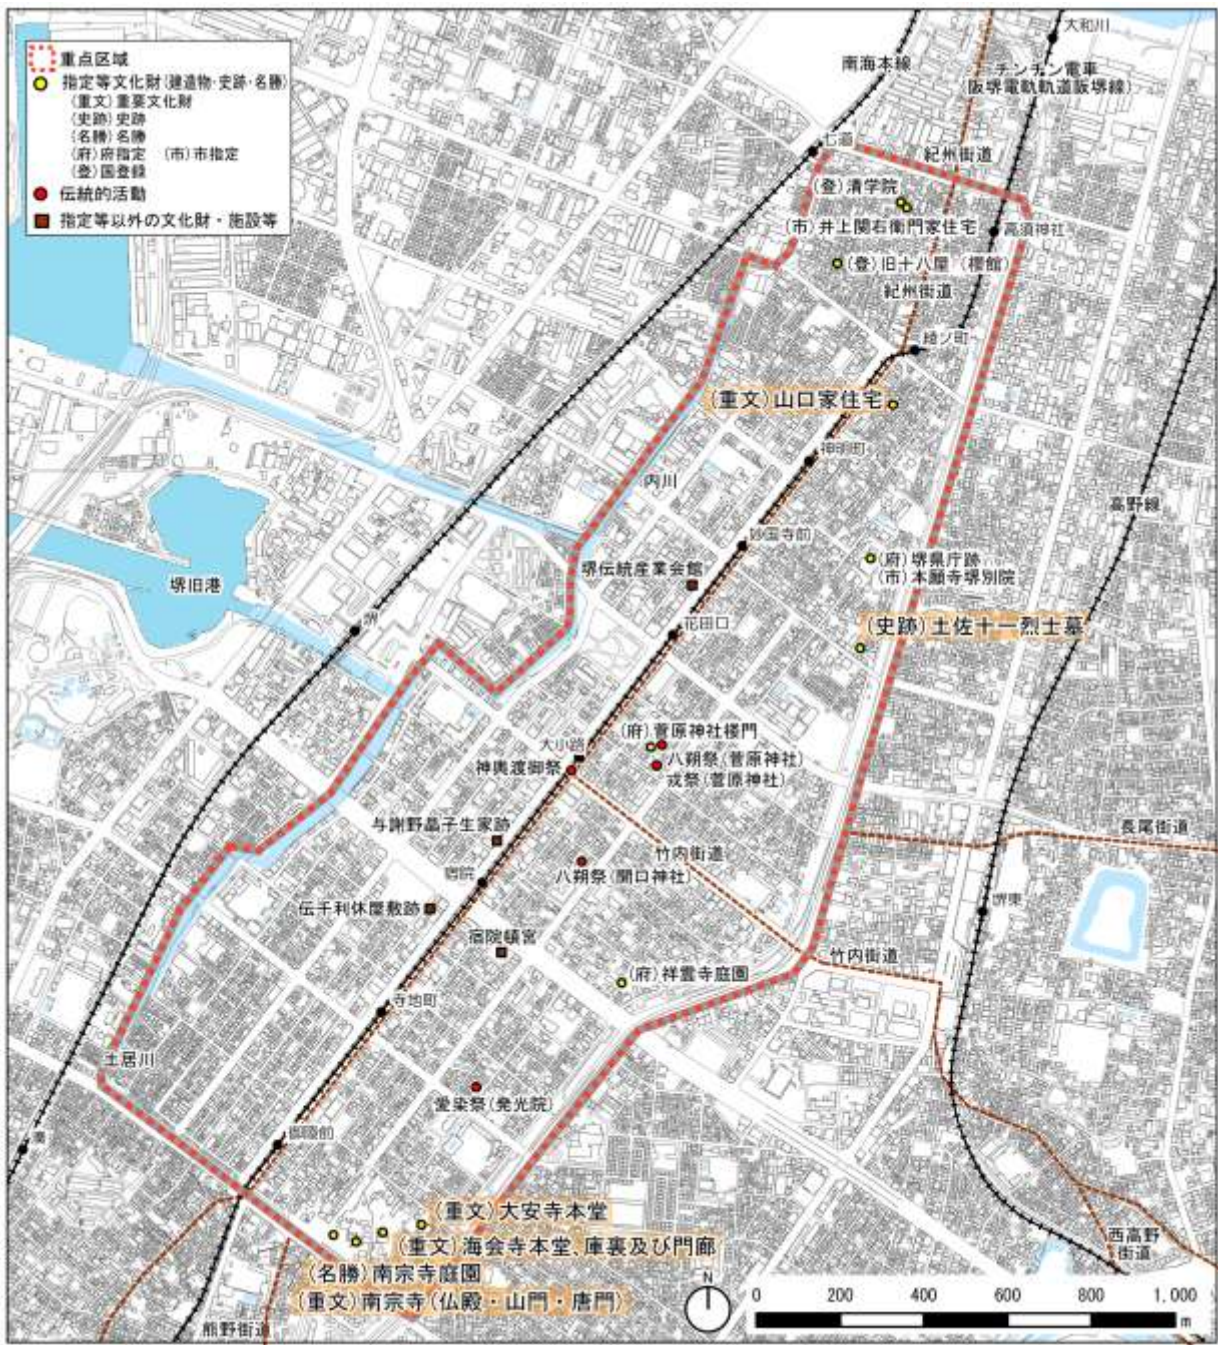 重点区域
指定等文化財(建造物・史跡・名勝)
(重文)重要文化財
(史跡)史跡
(名勝)名勝
(府)府指定 (市)市指定
(登)国登録
伝統的活動
指定等以外の文化財・施設等
大和川
南海本線
チンチン電車
(阪堺電軌軌道阪堺線)
七道
紀州街道
(登)清学院
(市)井上関右衛門家住宅
高須神社
(登)旧十八屋(櫻館)
紀州街道
綾ノ町
(重文)山口家住宅
神明町
内川
高野線
妙国寺前
(府)堺県庁跡
(市)本願寺堺別院
堺伝統産業会館
堺旧港
堺
花田口
(史跡)土佐十一烈士墓
(府)菅原神社楼門
大小路
八朔祭(菅原神社)
神輿渡御祭
戎祭(菅原神社)
与謝野晶子生家跡
長尾街道
竹内街道
宿院
八朔祭(開口神社)
伝千利休屋敷跡
堺東
宿院頓宮
竹内街道
(府)祥雲寺庭園
寺地町
土居川
愛染祭(発光院)
御陵前
湊
(重文)大安寺本堂
(重文)海会寺本堂、庫裏及び門廊
西高野
街道
(名勝)南宗寺庭園
(重文)南宗寺(仏殿・山門・唐門)
熊野街道
N
0 200 400 600 800 1,000
m